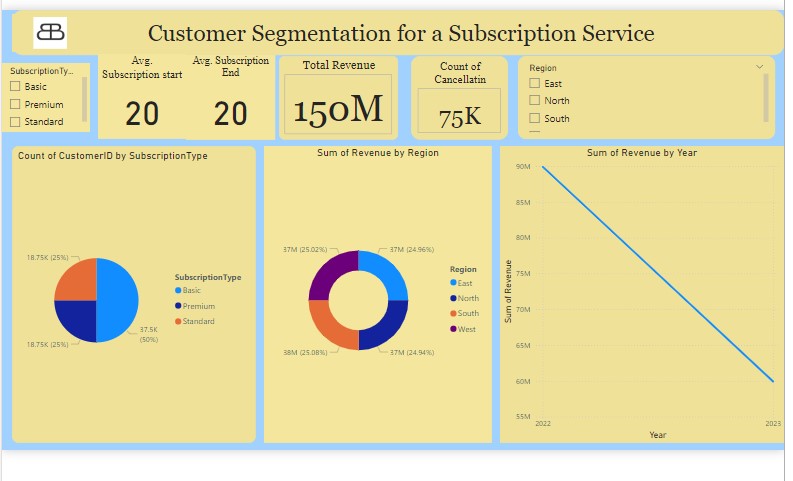 Customer Segmentation for a Subscription Service
SubscriptionTy...
Basic
Premium
Standard
Avg.
Subscription start
20
Avg. Subscription
End
20
Total Revenue
150M
Count of
Cancellatin
75K
Region
East
North
South
Count of CustomerID by SubscriptionType
18.75K (25%)
18.75K (25%)
37.5K
(50%)
SubscriptionType
Basic
Premium
Standard
Sum of Revenue by Region
37M (25.02%)
37M (24.96%)
38M (25.08%)
37M (24.94%)
Region
East
North
South
West
Sum of Revenue by Year
90M
85M
80M
75M
70M
65M
60M
55M
Sum of Revenue
2022
2023
Year